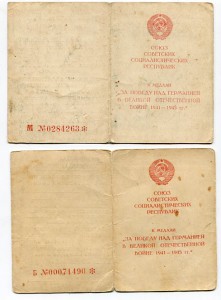 СОЮЗ
СОВЕТСКИХ
СОЦИАЛИСТИЧЕСКИХ
РЕСПУБЛИК
К МЕДАЛИ
„ЗА ПОБЕДУ НАД ГЕРМАНИЕЙ
В ВЕЛИКОЙ ОТЕЧЕСТВЕННОЙ
ВОЙНЕ 1941—1945 гг.“
М №0284263
СОЮЗ
СОВЕТСКИХ
СОЦИАЛИСТИЧЕСКИХ
РЕСПУБЛИК
К МЕДАЛИ
„ЗА ПОБЕДУ НАД ГЕРМАНИЕЙ
В ВЕЛИКОЙ ОТЕЧЕСТВЕННОЙ
ВОЙНЕ 1941—1945 гг.“
№00071490